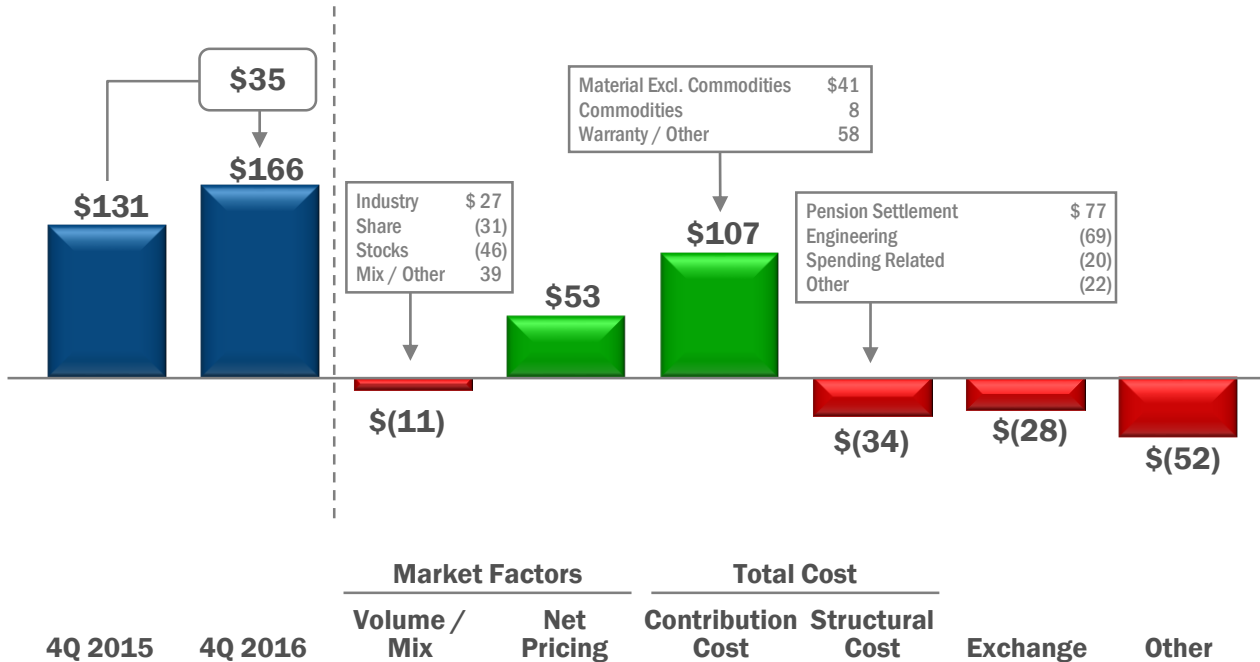 $35
$166
$131
Material Excl. Commodities $41
Commodities 8
Warranty / Other 58
Industry $ 27
Share (31)
Stocks (46)
Mix / Other 39
Pension Settlement $ 77
Engineering (69)
Spending Related (20)
Other (22)
$107
$53
$(11)
$(34)
$(28)
$(52)
Market Factors Total Cost
Volume / Net Contribution Structural
4Q 2015 4Q 2016 Mix Pricing Cost Cost Exchange Other